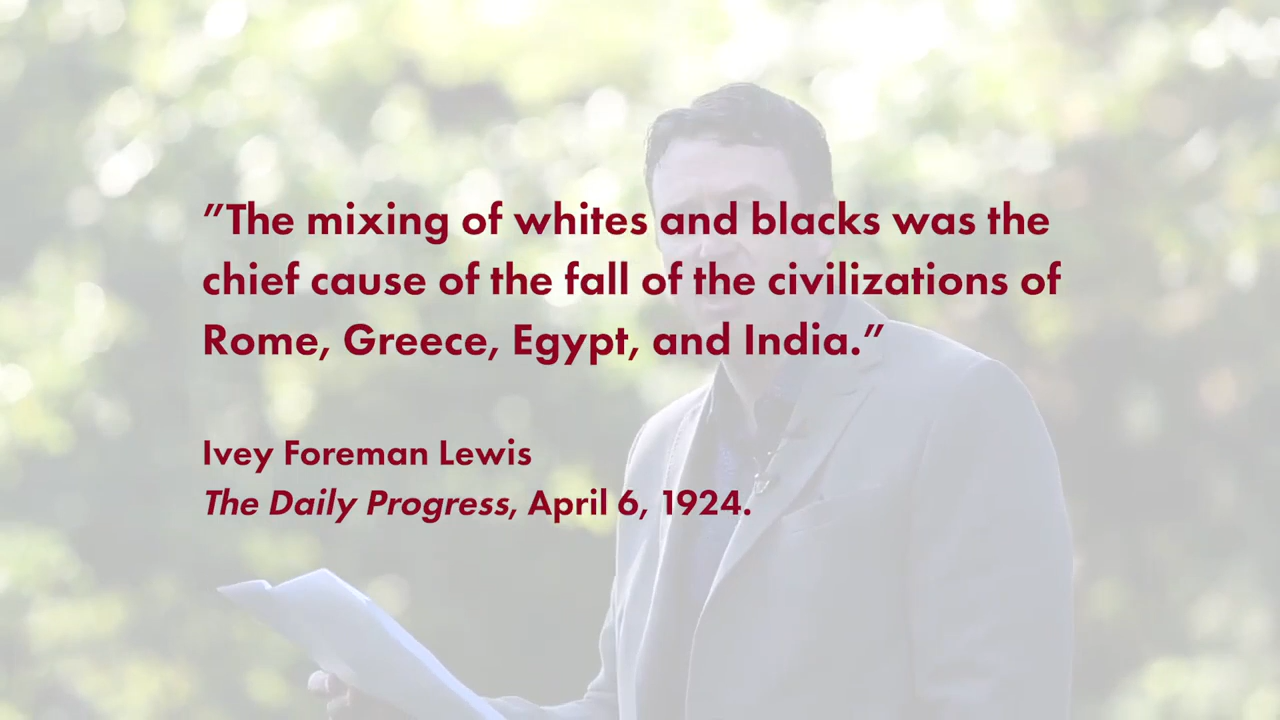 ”The mixing of whites and blacks was the
chief cause of the fall of the civilizations of
Rome, Greece, Egypt, and India.”
Ivey Foreman Lewis
The Daily Progress, April 6, 1924.